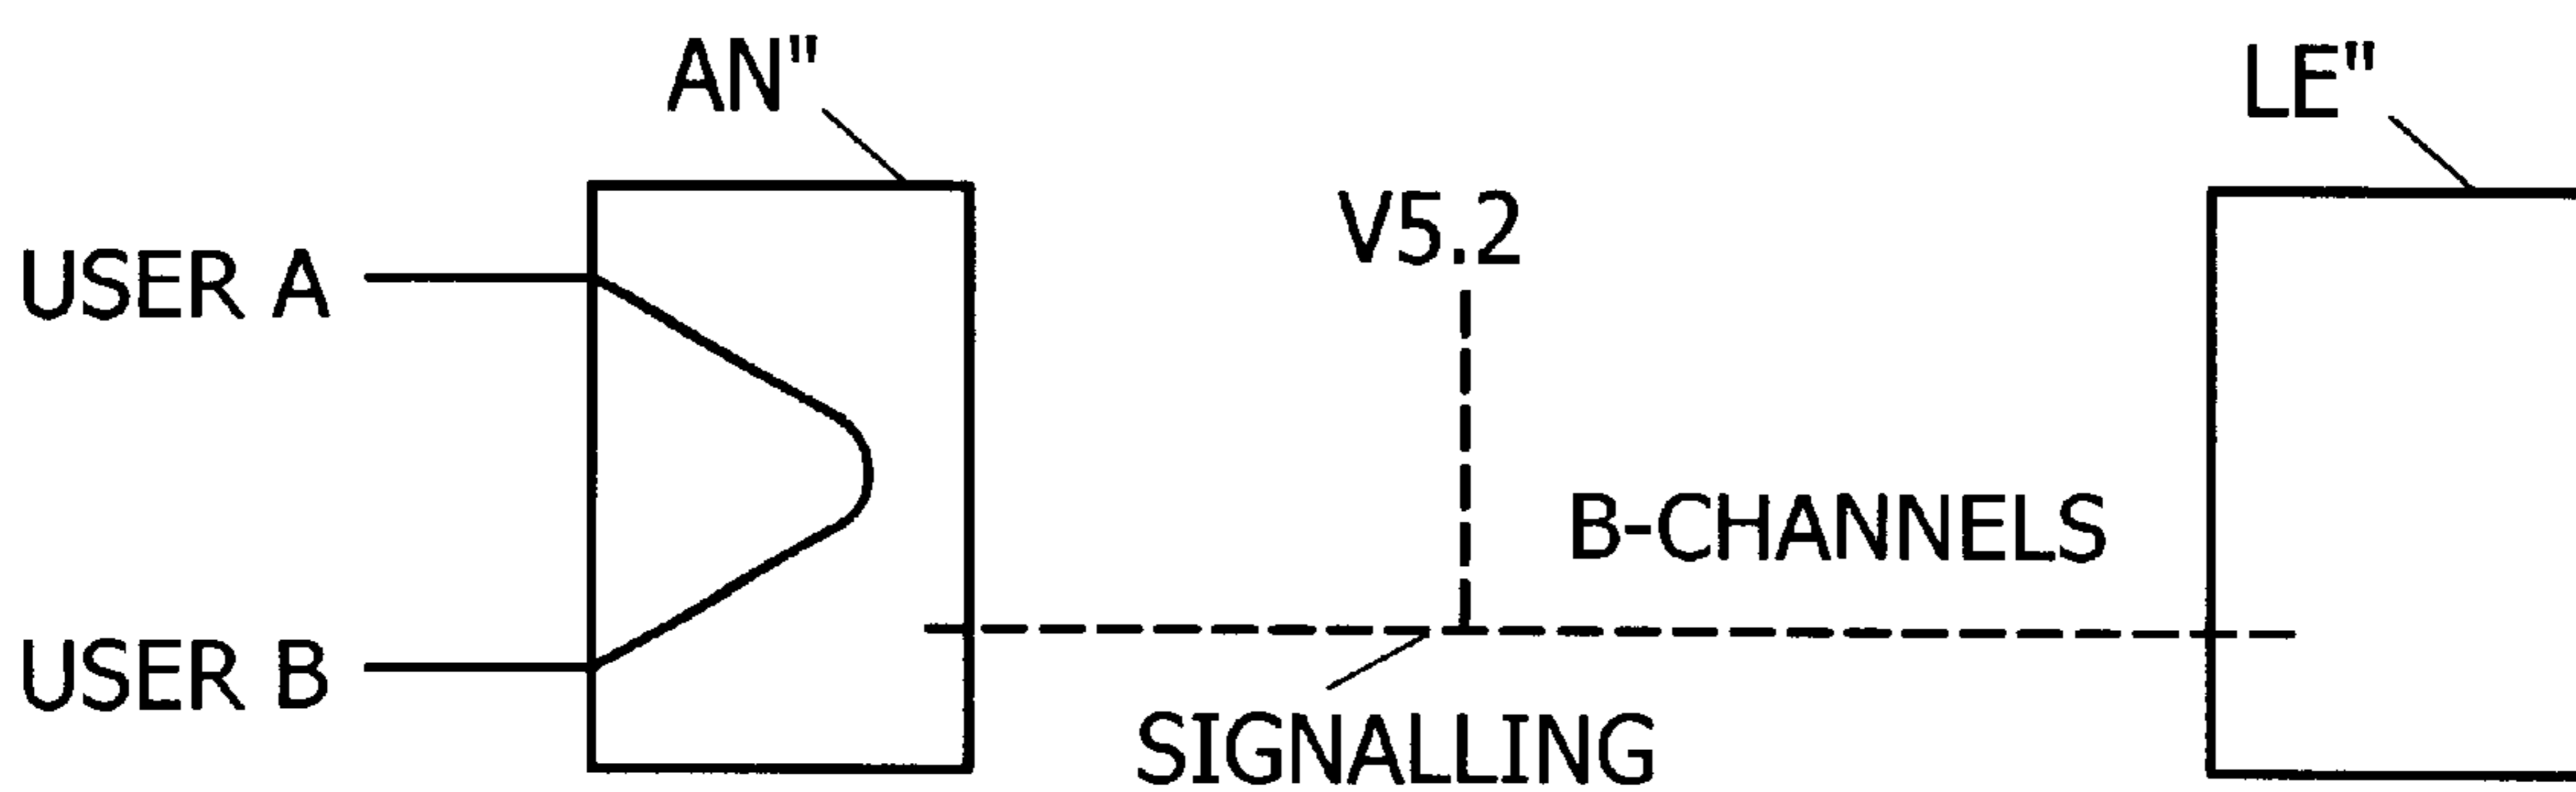 AN"
LE"
V5.2
USER A
B-CHANNELS
USER B
SIGNALLING